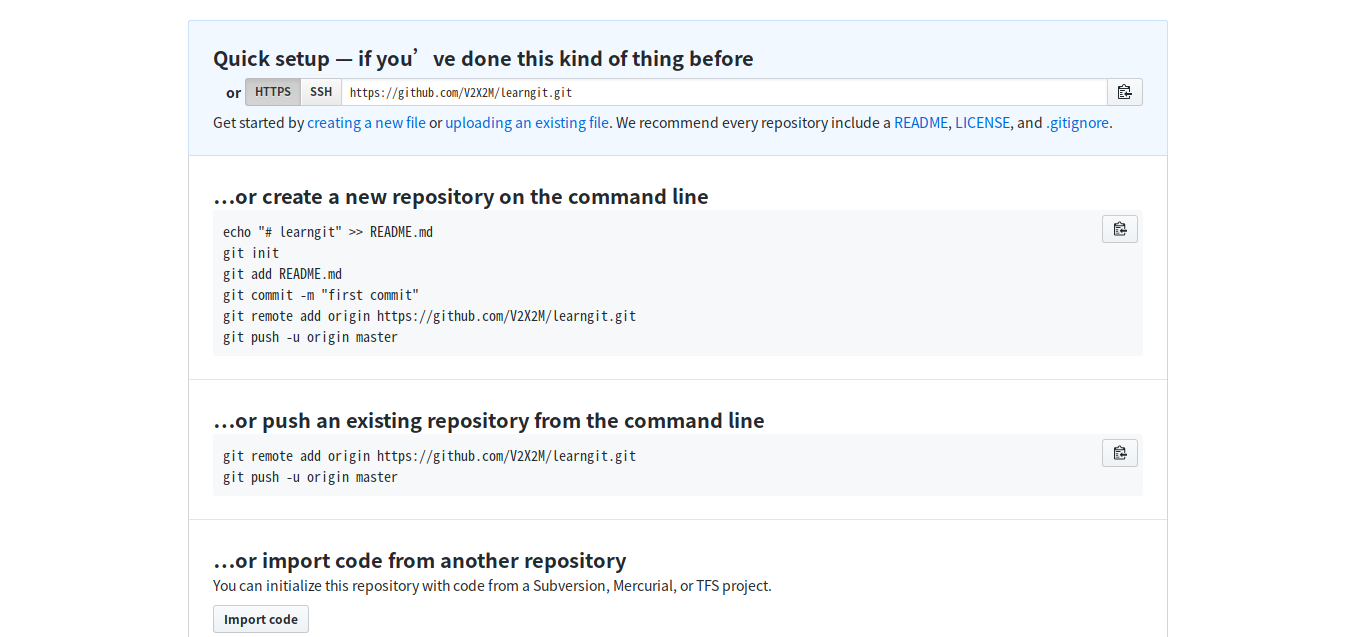 Quick setup — if you’ve done this kind of thing before
or HTTPS SSH https://github.com/V2X2M/learngit.git
Get started by creating a new file or uploading an existing file. We recommend every repository include a README, LICENSE, and .gitignore.
…or create a new repository on the command line
echo "# learngit" >> README.md
git init
git add README.md
git commit -m "first commit"
git remote add origin https://github.com/V2X2M/learngit.git
git push -u origin master
…or push an existing repository from the command line
git remote add origin https://github.com/V2X2M/learngit.git
git push -u origin master
…or import code from another repository
You can initialize this repository with code from a Subversion, Mercurial, or TFS project.
Import code